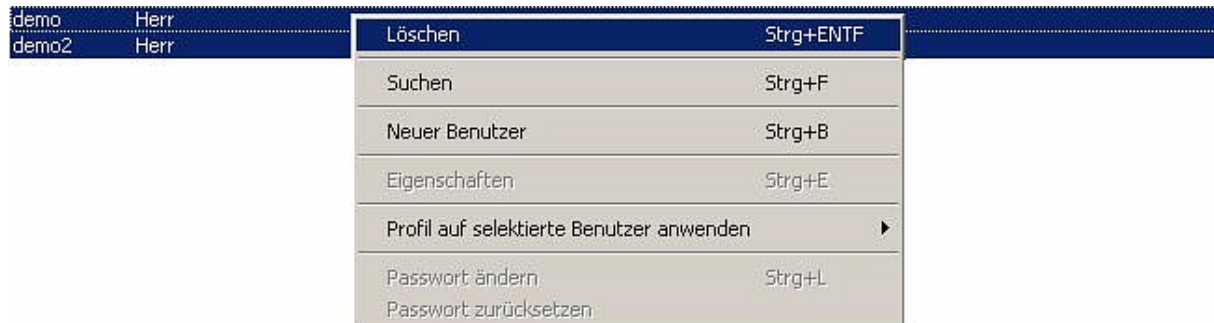 demo Herr
demo2 Herr
Löschen Strg+ENTF
Suchen Strg+F
Neuer Benutzer Strg+B
Eigenschaften Strg+E
Profil auf selektierte Benutzer anwenden
Passwort ändern Strg+L
Passwort zurücksetzen